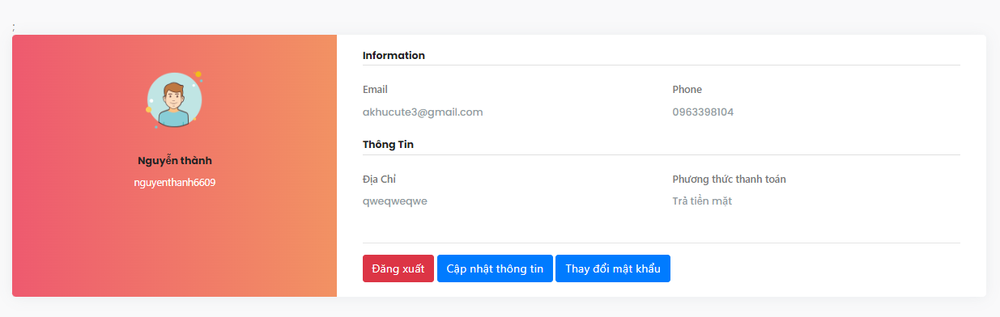 ;
Nguyễn thành
nguyenthanh6609
Information
Email Phone
akhucute3@gmail.com 0963398104
Thông Tin
Địa Chỉ Phương thức thanh toán
qweqweqwe Trả tiền mặt
Đăng xuất Cập nhật thông tin Thay đổi mật khẩu